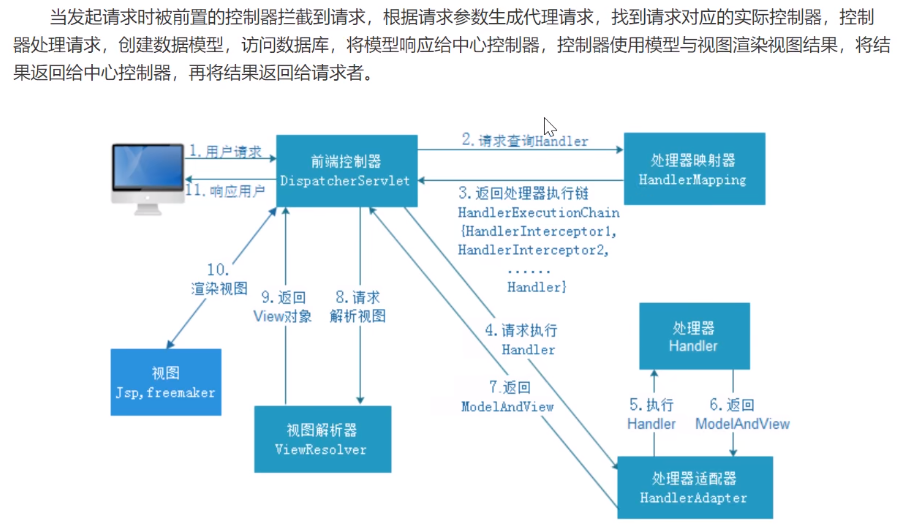 当发起请求时被前置的控制器拦截到请求，根据请求参数生成代理请求，找到请求对应的实际控制器，控制
器处理请求，创建数据模型，访问数据库，将模型响应给中心控制器，控制器使用模型与视图渲染视图结果，将结
果返回给中心控制器，再将结果返回给请求者。
1.用户请求
11.响应用户
前端控制器
DispatcherServlet
2.请求查询Handler
处理器映射器
HandlerMapping
3.返回处理器执行链
HandlerExecutionChain
{HandlerInterceptor1,
HandlerInterceptor2,
......
Handler}
10.
渲染视图
9.返回
View对象
8.请求
解析视图
4.请求执行
Handler
处理器
Handler
视图
Jsp,freemaker
7.返回
ModelAndView
5.执行
Handler
6.返回
ModelAndView
视图解析器
ViewResolver
处理器适配器
HandlerAdapter